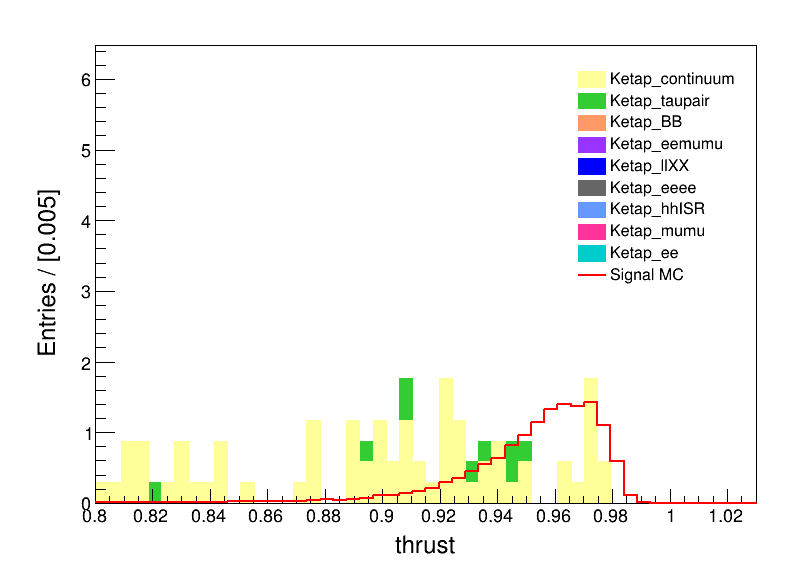 Entries / [0.005]
6
5
4
3
2
1
0
Ketap_continuum
Ketap_taupair
Ketap_BB
Ketap_eemumu
Ketap_llXX
Ketap_eeee
Ketap_hhISR
Ketap_mumu
Ketap_ee
Signal MC
0.8 0.82 0.84 0.86 0.88 0.9 0.92 0.94 0.96 0.98 1 1.02
thrust